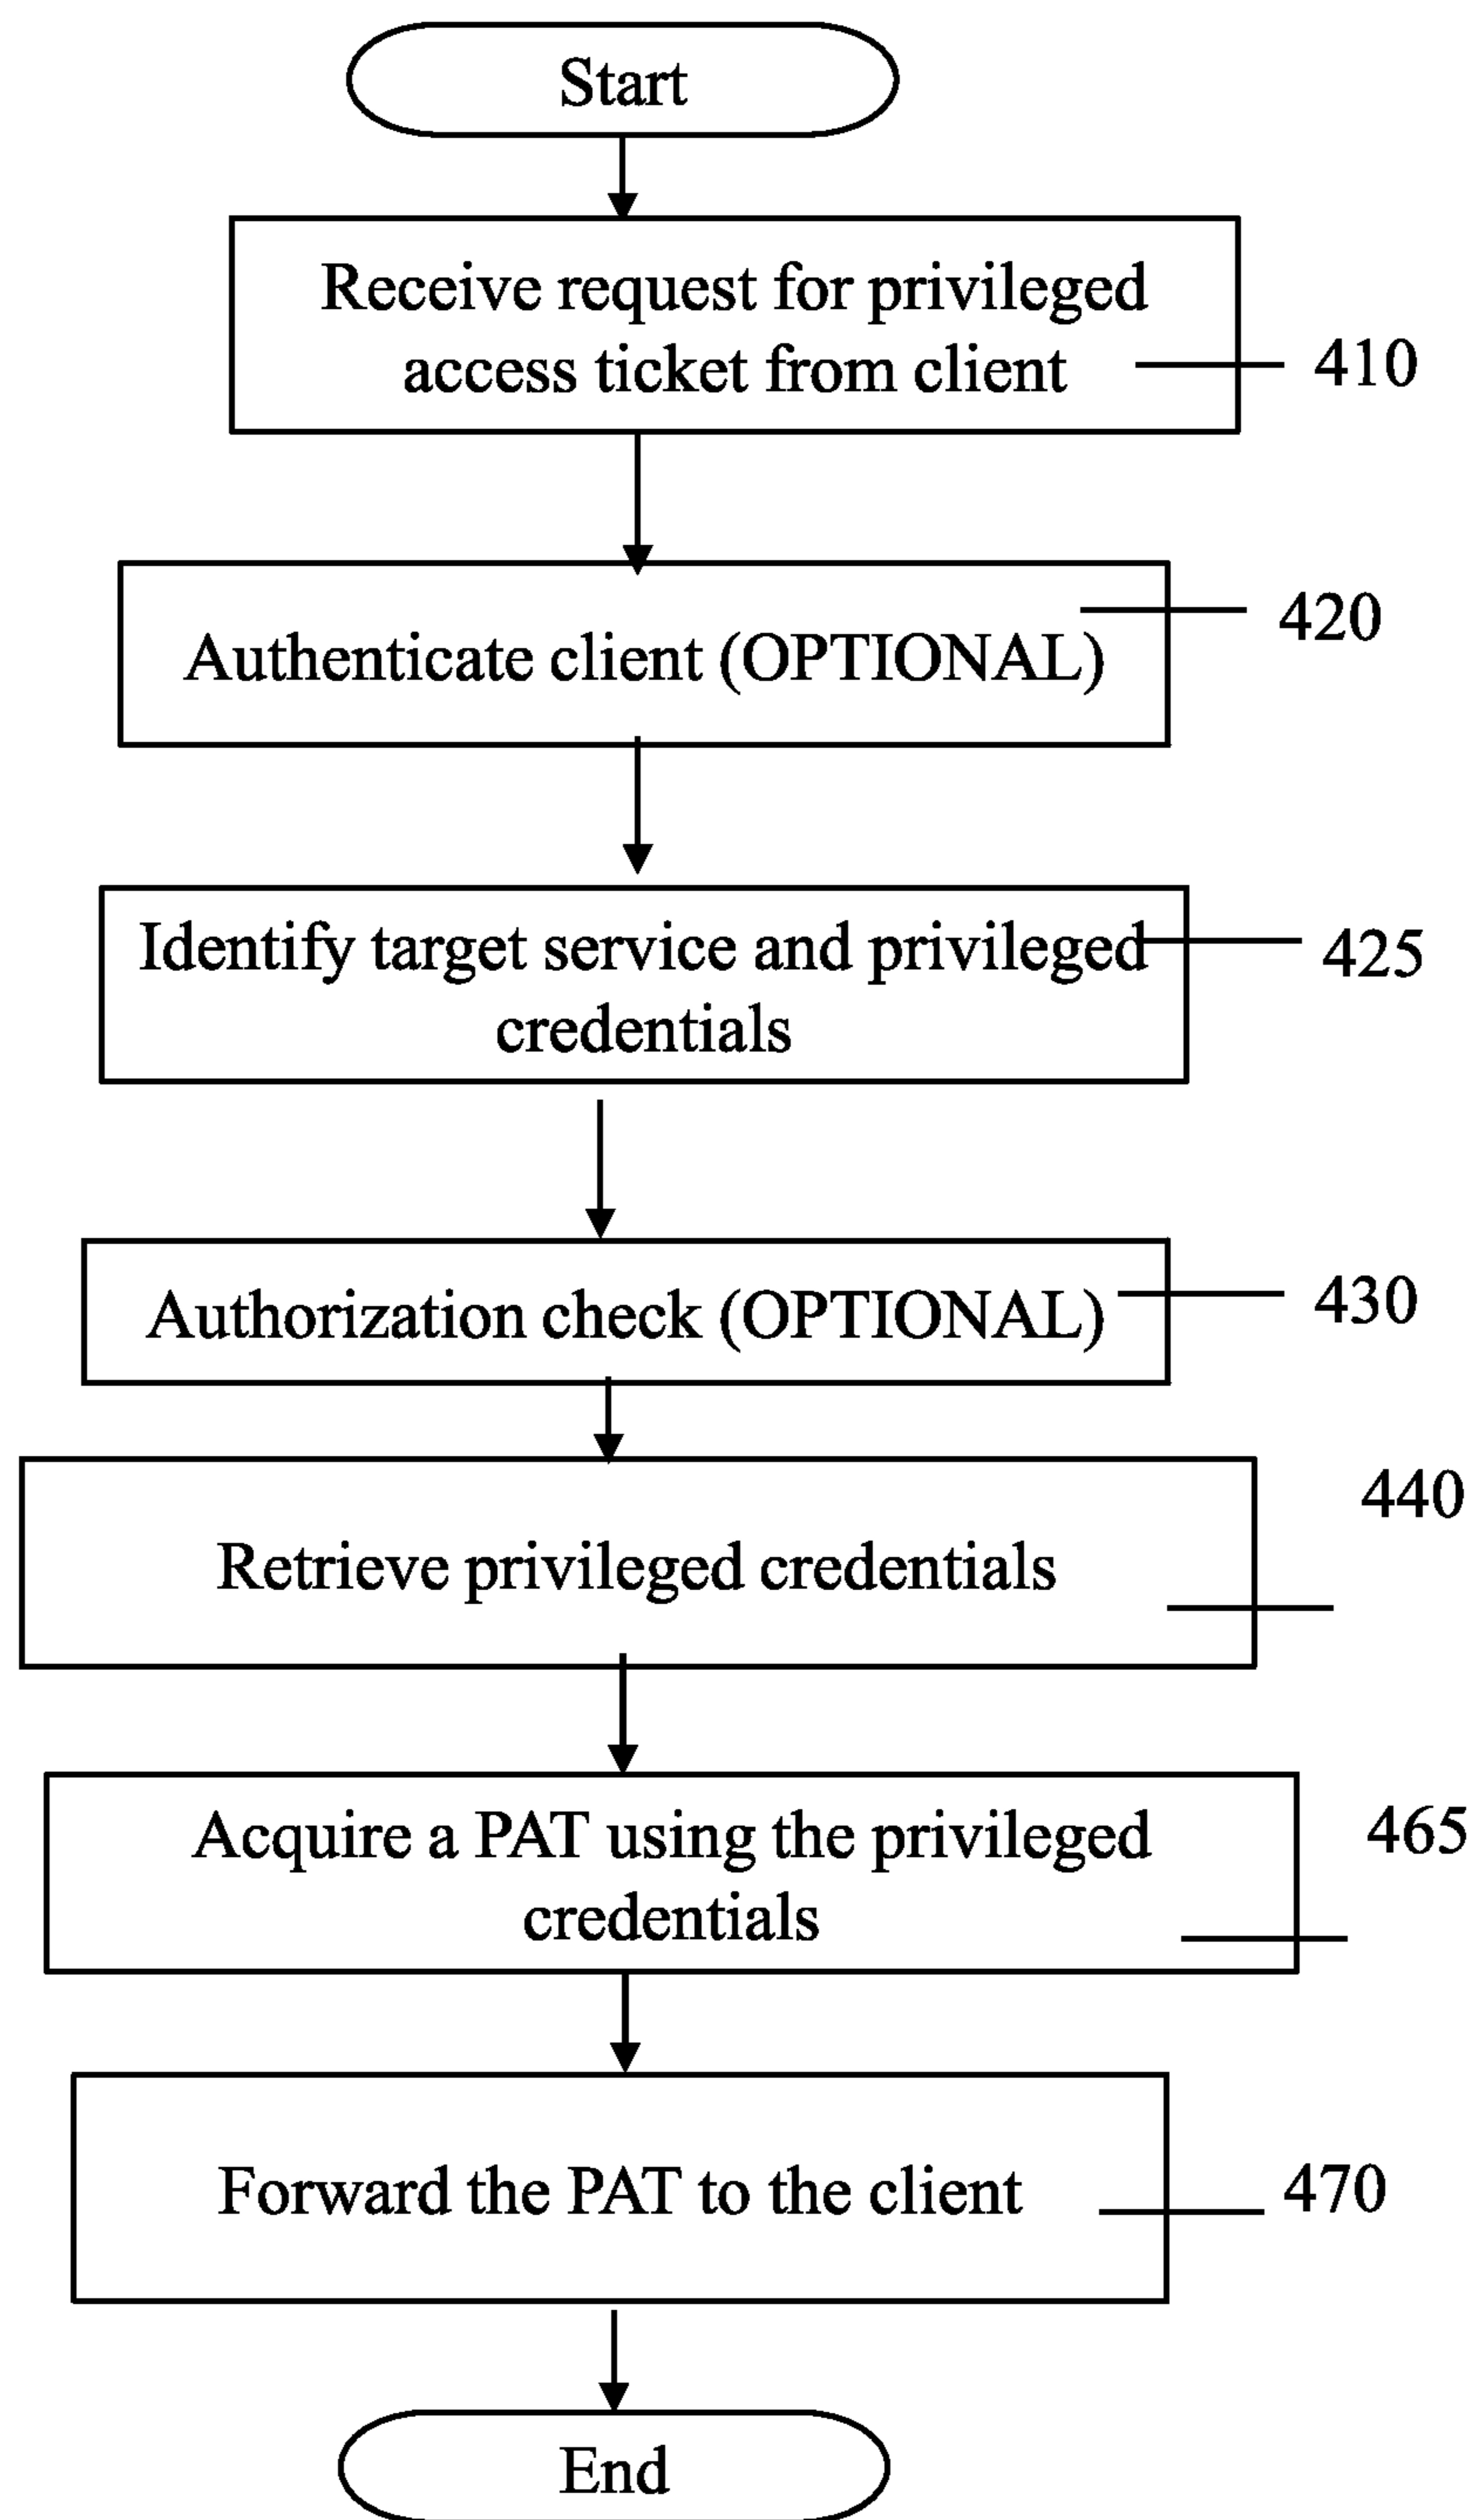 Start
Receive request for privileged
access ticket from client
410
Authenticate client (OPTIONAL)
420
Identify target service and privileged
credentials
425
Authorization check (OPTIONAL)
430
Retrieve privileged credentials
440
Acquire a PAT using the privileged
credentials
465
Forward the PAT to the client
470
End